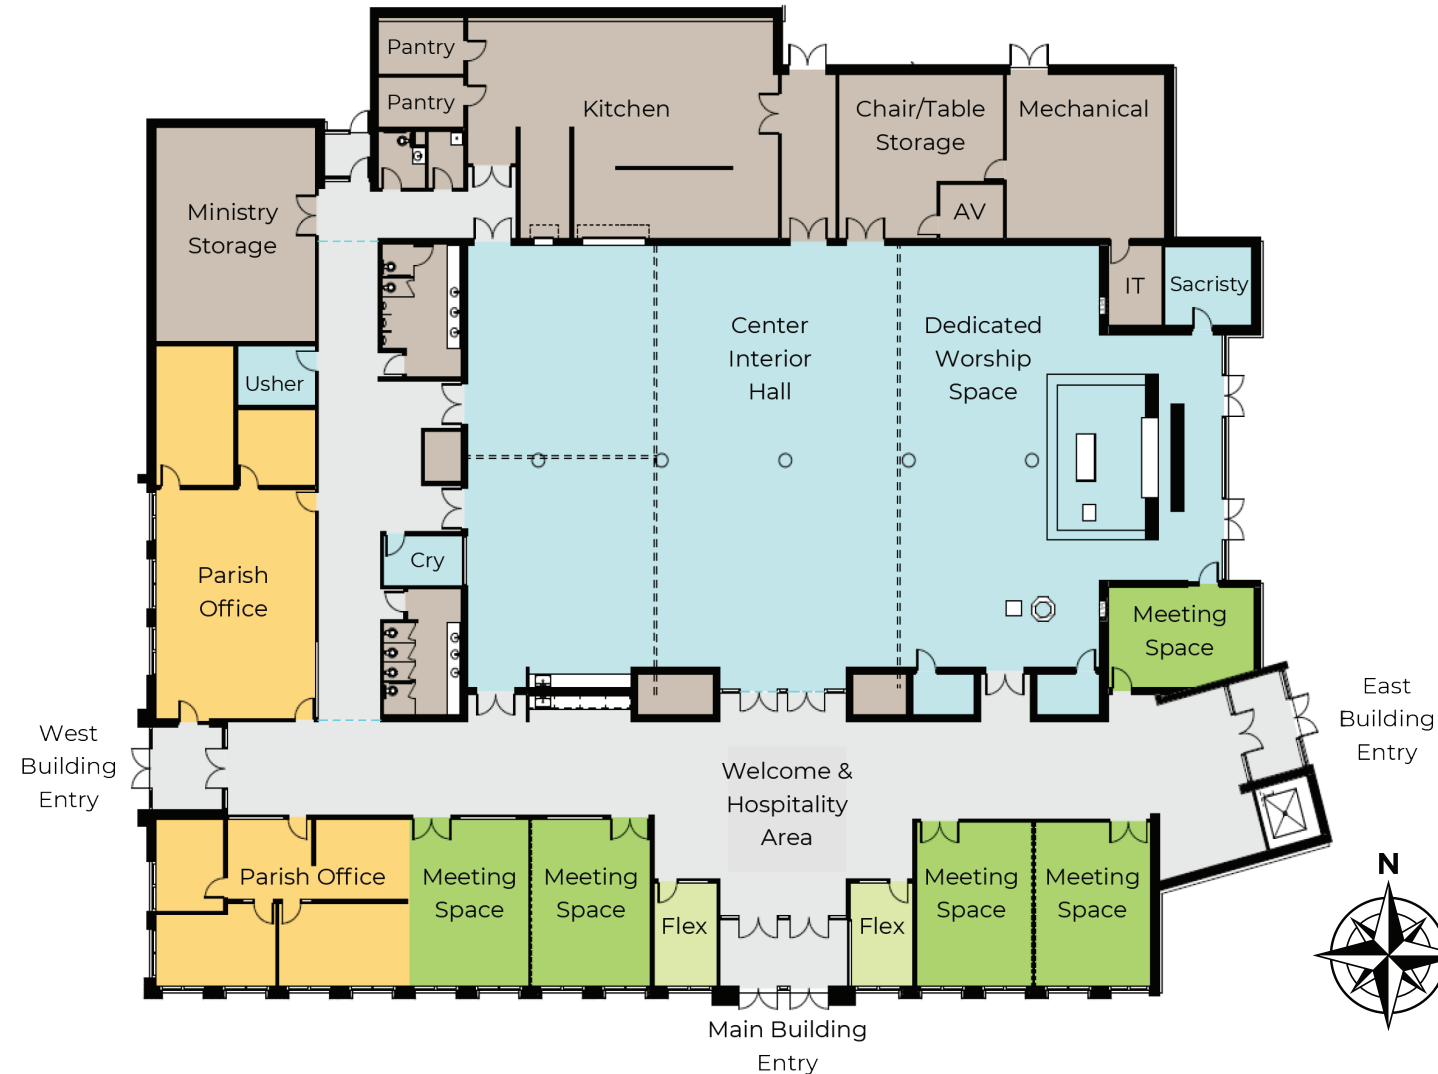 Pantry
Pantry
Kitchen
Chair/Table
Storage
Mechanical
AV
Ministry
Storage
IT
Sacristy
Center
Interior
Hall
Dedicated
Worship
Space
Usher
Parish
Office
Cry
Meeting
Space
East
Building
Entry
West
Building
Entry
Welcome &
Hospitality
Area
Parish Office
Meeting
Space
Meeting
Space
Flex
Flex
Meeting
Space
Meeting
Space
N
Main Building
Entry